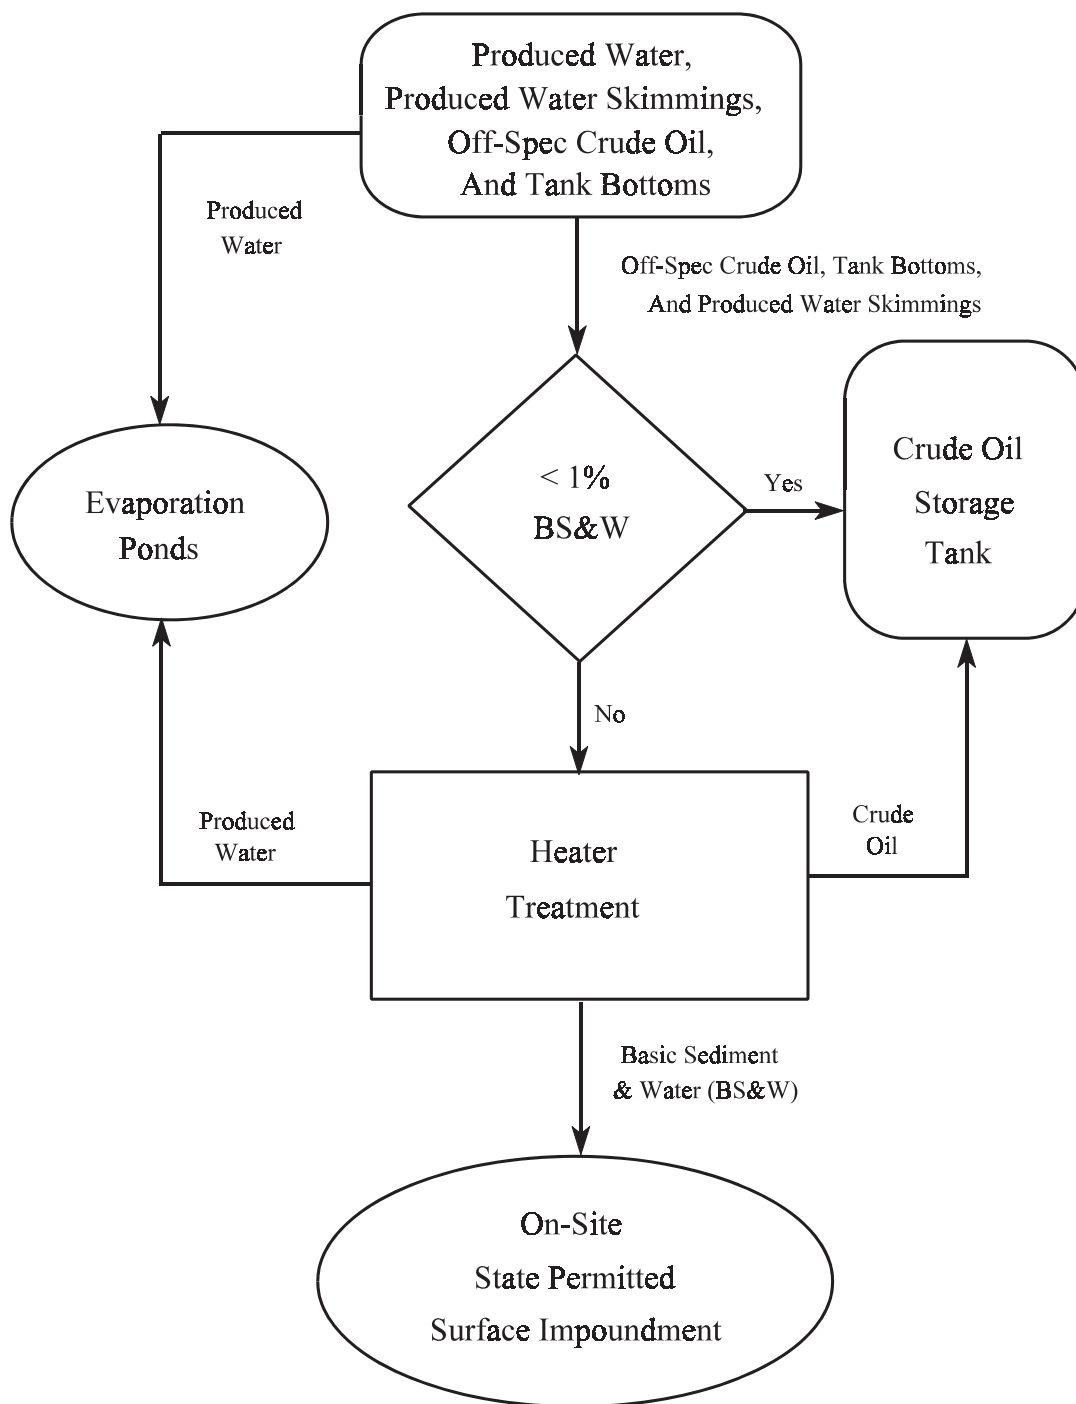 Produced Water,
Produced Water Skimmings,
Off-Spec Crude Oil,
And Tank Bottoms
Produced
Water
Off-Spec Crude Oil, Tank Bottoms,
And Produced Water Skimmings
Evaporation
Ponds
< 1%
BS&W
Yes
Crude Oil
Storage
Tank
No
Produced
Water
Heater
Treatment
Crude
Oil
Basic Sediment
& Water (BS&W)
On-Site
State Permitted
Surface Impoundment